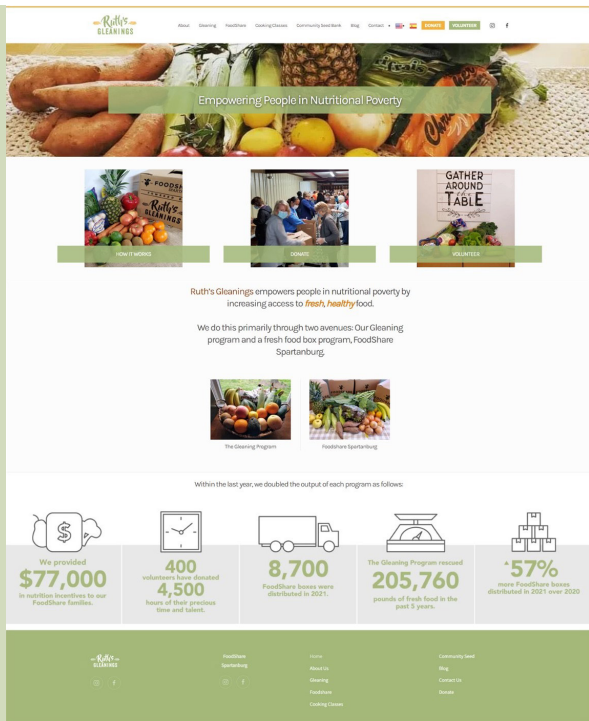 Ruth's
GLEANINGS
About Gleaning FoodShare Cooking Classes Community Seed Bank Blog Contact DONATE VOLUNTEER
Empowering People in Nutritional Poverty
FOODSH
Ruth's
GLEANINGS
GATHER
AROUND
the
TABLE
HOW IT WORKS
DONATE
VOLUNTEER
Ruth's Gleanings empowers people in nutritional poverty by
increasing access to fresh, healthy food.
We do this primarily through two avenues: Our Gleaning
program and a fresh food box program, FoodShare
Spartanburg.
The Gleaning Program
Foodshare Spartanburg
Within the last year, we doubled the output of each program as follows:
We provided
$77,000
in nutrition incentives to our
FoodShare families.
400
volunteers have donated
4,500
hours of their precious
time and talent.
8,700
FoodShare boxes were
distributed in 2021.
The Gleaning Program rescued
205,760
pounds of fresh food in the
past 5 years.
57%
more FoodShare boxes
distributed in 2021 over 2020
Ruth's
GLEANINGS
FoodShare
Spartanburg
Home
About Us
Gleaning
Foodshare
Cooking Classes
Community Seed
Blog
Contact Us
Donate